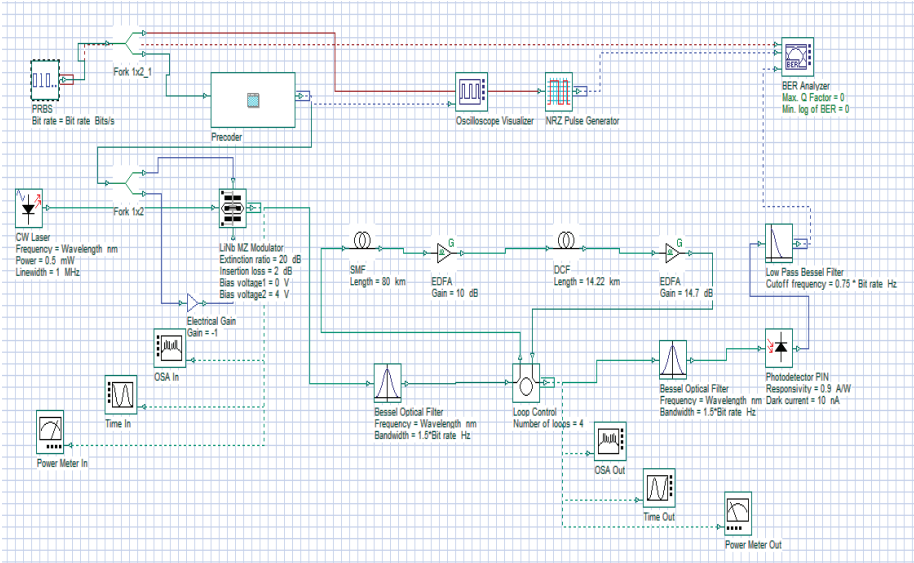 Fork 1x2_1
PRBS
Bit rate = Bit rate Bits/s
Precoder
Oscilloscope Visualizer
NRZ Pulse Generator
BER
BER Analyzer
Max. Q Factor = 0
Min. log of BER = 0
Fork 1x2
CW Laser
Frequency = Wavelength nm
Power = 0.5 mW
Linewidth = 1 MHz
LiNb MZ Modulator
Extinction ratio = 20 dB
Insertion loss = 2 dB
Bias voltage1 = 0 V
Bias voltage2 = 4 V
Electrical Gain
Gain = -1
SMF
Length = 80 km
G
EDFA
Gain = 10 dB
DCF
Length = 14.22 km
G
EDFA
Gain = 14.7 dB
Low Pass Bessel Filter
Cutoff frequency = 0.75 * Bit rate Hz
OSA In
Time In
Power Meter In
Bessel Optical Filter
Frequency = Wavelength nm
Bandwidth = 1.5*Bit rate Hz
Loop Control
Number of loops = 4
Bessel Optical Filter
Frequency = Wavelength nm
Bandwidth = 1.5*Bit rate Hz
Photodetector PIN
Responsivity = 0.9 A/W
Dark current = 10 nA
OSA Out
Time Out
Power Meter Out